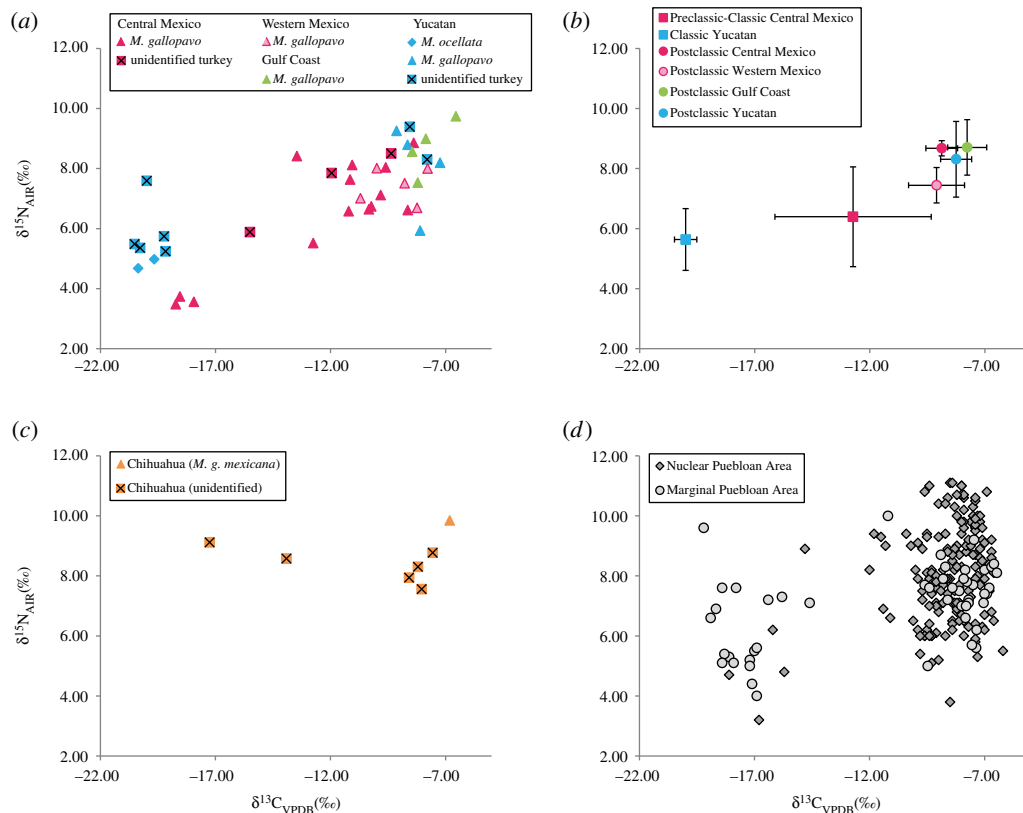 (a)
Central Mexico Western Mexico Yucatan
M. gallopavo M. gallopavo M. ocellata
unidentified turkey Gulf Coast M. gallopavo
M. gallopavo unidentified turkey
12.00
10.00
8.00
6.00
4.00
2.00
δ15NAIR(‰)
–22.00 –17.00 –12.00 –7.00
(b)
Preclassic-Classic Central Mexico
Classic Yucatan
Postclassic Central Mexico
Postclassic Western Mexico
Postclassic Gulf Coast
Postclassic Yucatan
12.00
10.00
8.00
6.00
4.00
2.00
–22.00 –17.00 –12.00 –7.00
(c)
Chihuahua (M. g. mexicana)
Chihuahua (unidentified)
12.00
10.00
8.00
6.00
4.00
2.00
δ15NAIR(‰)
–22.00 –17.00 –12.00 –7.00
δ13CVPDB(‰)
(d)
Nuclear Puebloan Area
Marginal Puebloan Area
12.00
10.00
8.00
6.00
4.00
2.00
–22.00 –17.00 –12.00 –7.00
δ13CVPDB(‰)